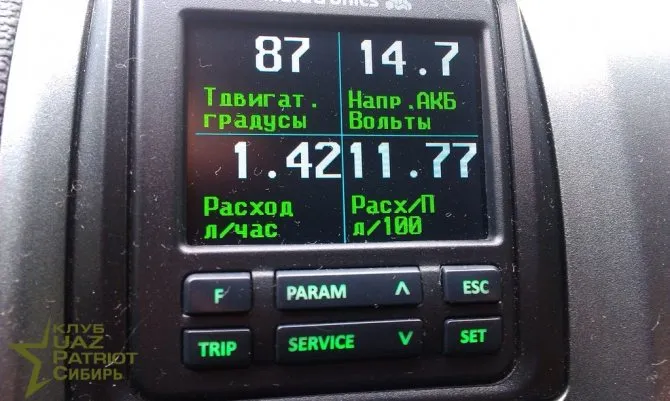 87 14.7
Тдвигат. Напр.АКБ
градусы Вольты
1.42 11.77
Расход Расх/П
л/час л/100
F PARAM ESC
TRIP SERVICE SET
КЛУБ
UAZ
PATRIOT
СИБИРЬ